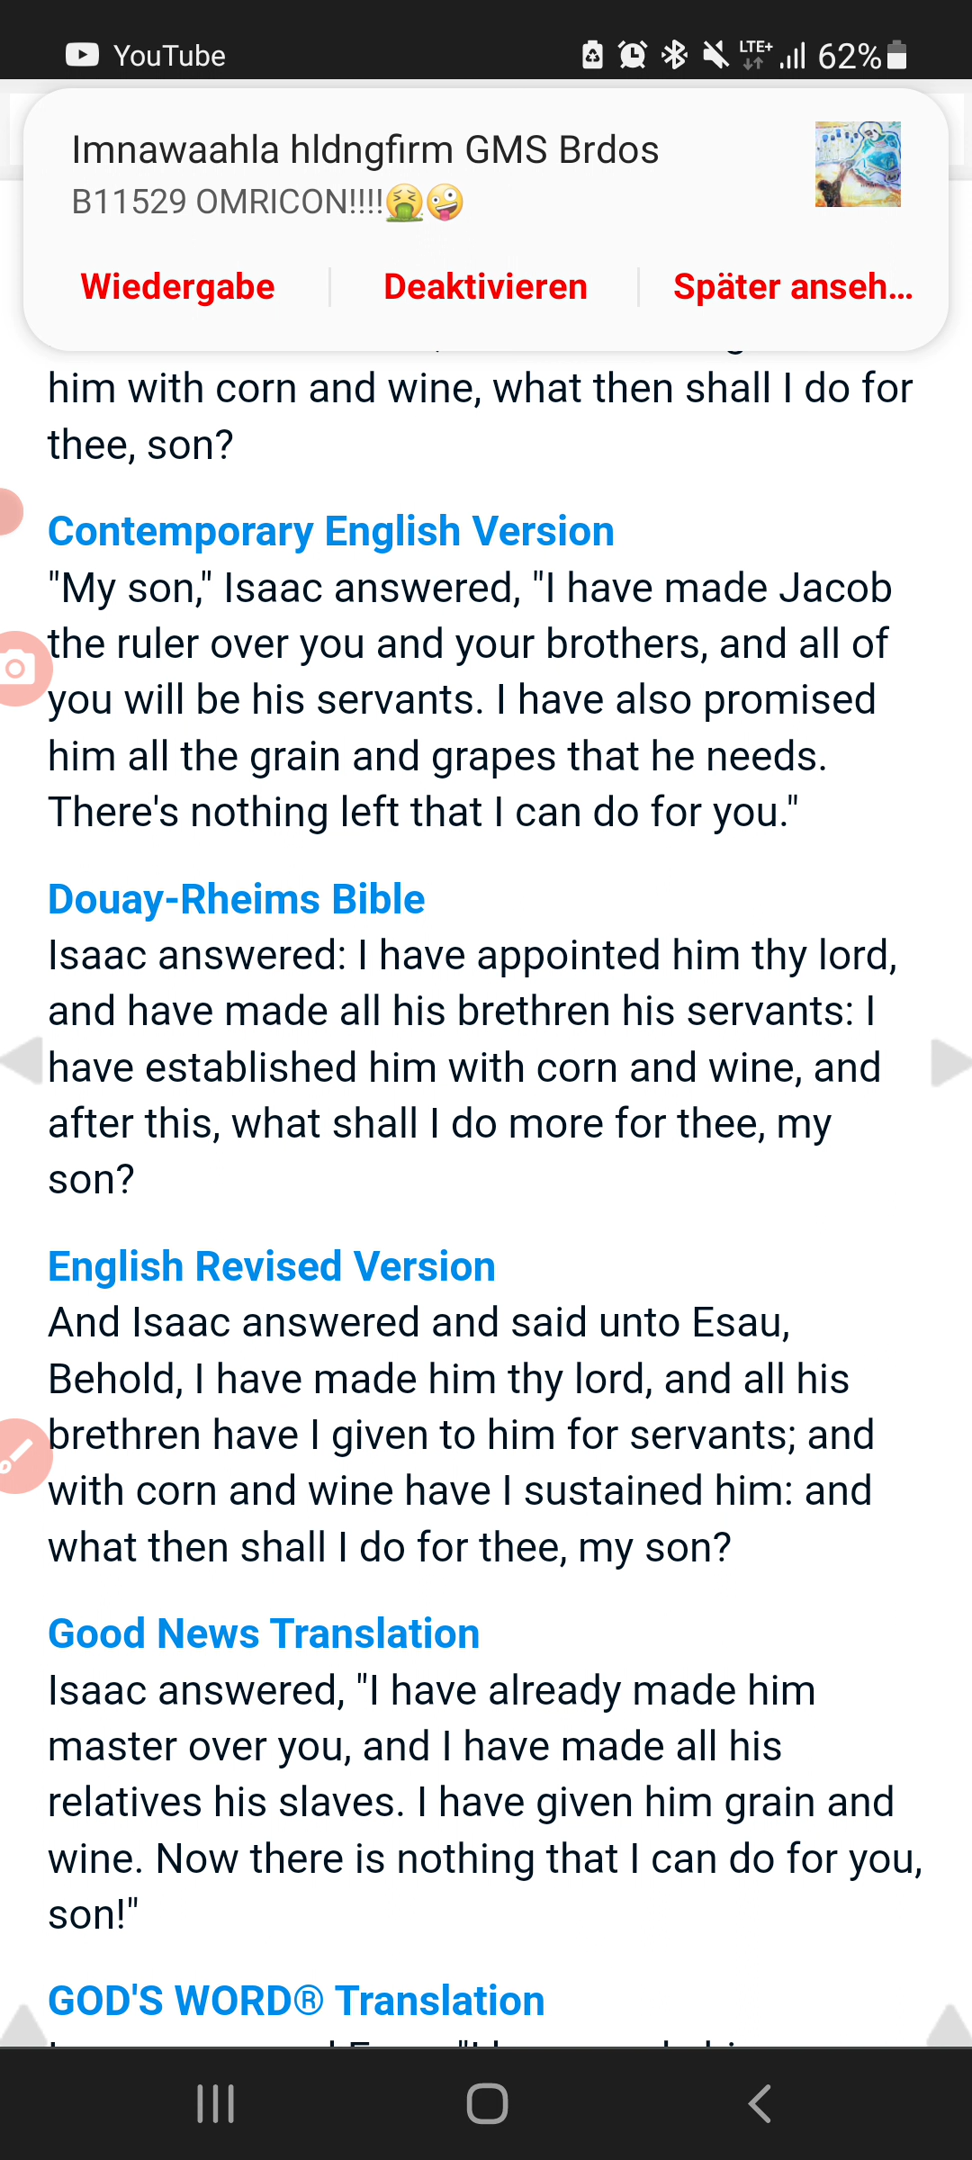 YouTube
LTE+ 62%
Imnawaahla hldngfirm GMS Brdos
B11529 OMRICON!!!!🤮🤪
Wiedergabe
Deaktivieren
Später anseh...
him with corn and wine, what then shall I do for
thee, son?
Contemporary English Version
"My son," Isaac answered, "I have made Jacob
the ruler over you and your brothers, and all of
you will be his servants. I have also promised
him all the grain and grapes that he needs.
There's nothing left that I can do for you."
Douay-Rheims Bible
Isaac answered: I have appointed him thy lord,
and have made all his brethren his servants: I
have established him with corn and wine, and
after this, what shall I do more for thee, my
son?
English Revised Version
And Isaac answered and said unto Esau,
Behold, I have made him thy lord, and all his
brethren have I given to him for servants; and
with corn and wine have I sustained him: and
what then shall I do for thee, my son?
Good News Translation
Isaac answered, "I have already made him
master over you, and I have made all his
relatives his slaves. I have given him grain and
wine. Now there is nothing that I can do for you,
son!"
GOD'S WORD® Translation